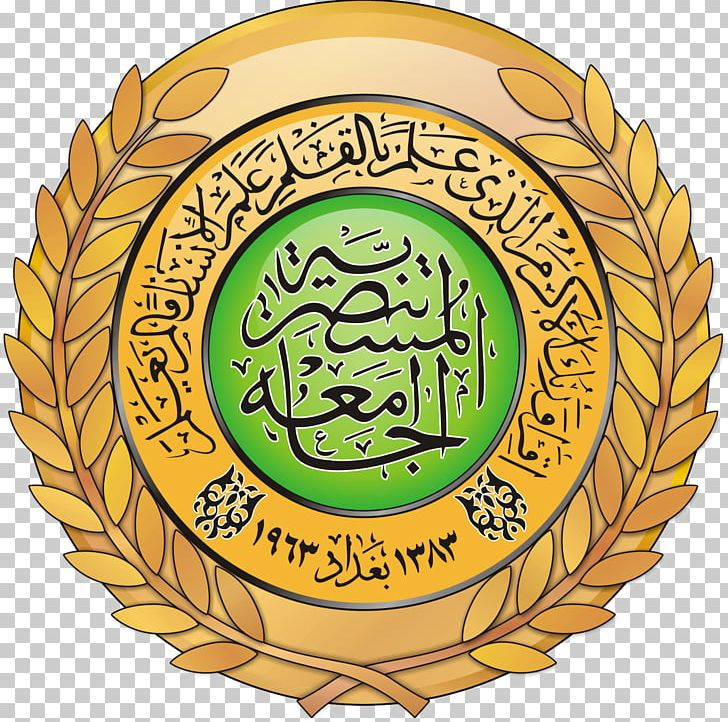 اقرأ وربك الأكرم الذي علم بالقلم علم الإنسان ما لم يعلم
الجامعة
المستنصرية
١٣٨٣ بغداد ١٩٦٣